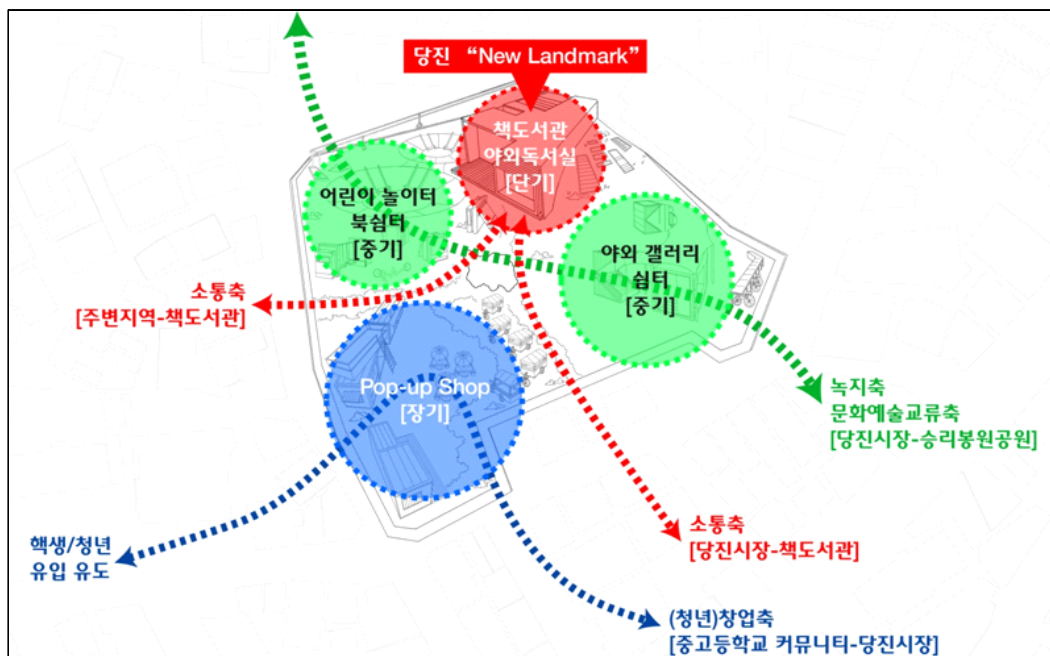 당진 “New Landmark”
책도서관
야외독서실
[단기]
어린이 놀이터
북쉼터
[중기]
야외 갤러리
쉼터
[중기]
소통축
[주변지역-책도서관]
Pop-up Shop
[장기]
녹지축
문화예술교류축
[당진시장-승리봉원공원]
소통축
[당진시장-책도서관]
핵생/청년
유입 유도
(청년)창업축
[중고등학교 커뮤니티-당진시장]